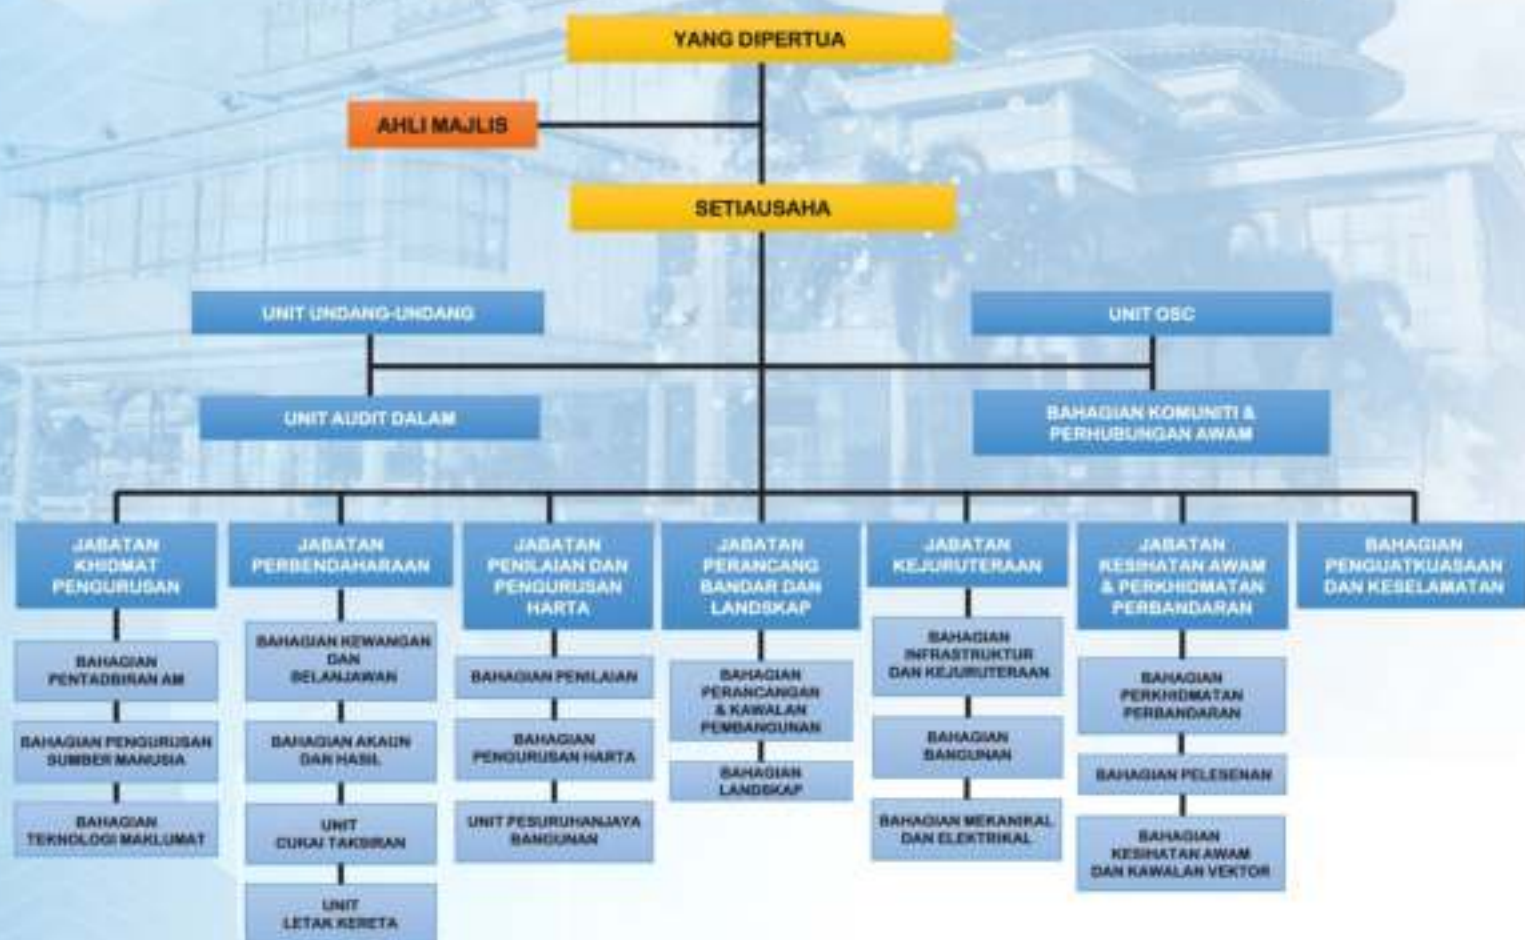 YANG DIPERTUA
AHLI MAJLIS
SETIAUSAHA
UNIT UNDANG-UNDANG
UNIT OSC
UNIT AUDIT DALAM
BAHAGIAN KOMUNITI &
PERHUBUNGAN AWAM
JABATAN
KHIDMAT
PENGURUSAN
BAHAGIAN
PENTADBIRAN AM
BAHAGIAN PENGURUSAN
SUMBER MANUSIA
BAHAGIAN
TEKNOLOGI MAKLUMAT
JABATAN
PERBENDAHARAAN
BAHAGIAN KEWANGAN
DAN
BELANJAWAN
BAHAGIAN AKAUN
DAN HASIL
UNIT
CUKAI TAKSIRAN
UNIT
LETAK KERETA
JABATAN
PENILAIAN DAN
PENGURUSAN
HARTA
BAHAGIAN PENILAIAN
BAHAGIAN
PENGURUSAN HARTA
UNIT PESURUHANJAYA
BANGUNAN
JABATAN
PERANCANG
BANDAR DAN
LANDSKAP
BAHAGIAN
PERANCANGAN
& KAWALAN
PEMBANGUNAN
BAHAGIAN
LANDSKAP
JABATAN
KEJURUTERAAN
BAHAGIAN
INFRASTRUKTUR
DAN KEJURUTERAAN
BAHAGIAN
BANGUNAN
BAHAGIAN MEKANIKAL
DAN ELEKTRIKAL
JABATAN
KESIHATAN AWAM
& PERKHIDMATAN
PERBANDARAN
BAHAGIAN
PERKHIDMATAN
PERBANDARAN
BAHAGIAN PELESENAN
BAHAGIAN
KESIHATAN AWAM
DAN KAWALAN VEKTOR
BAHAGIAN
PENGUATKUASAAN
DAN KESELAMATAN